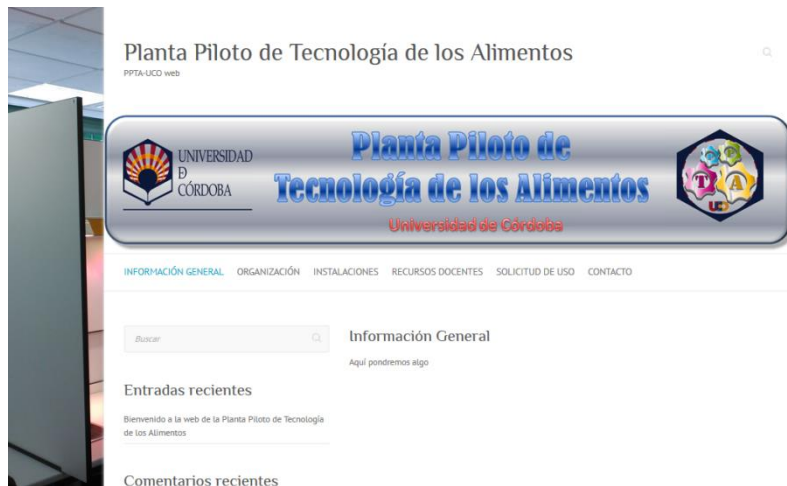 Planta Piloto de Tecnología de los Alimentos
PPTA-UCO web
UNIVERSIDAD
Ð
CÓRDOBA
Planta Piloto de
Tecnología de los Alimentos
Universidad de Córdoba
P P
T A
UCO
INFORMACIÓN GENERAL ORGANIZACIÓN INSTALACIONES RECURSOS DOCENTES SOLICITUD DE USO CONTACTO
Buscar
Información General
Aquí pondremos algo
Entradas recientes
Bienvenido a la web de la Planta Piloto de Tecnología
de los Alimentos
Comentarios recientes